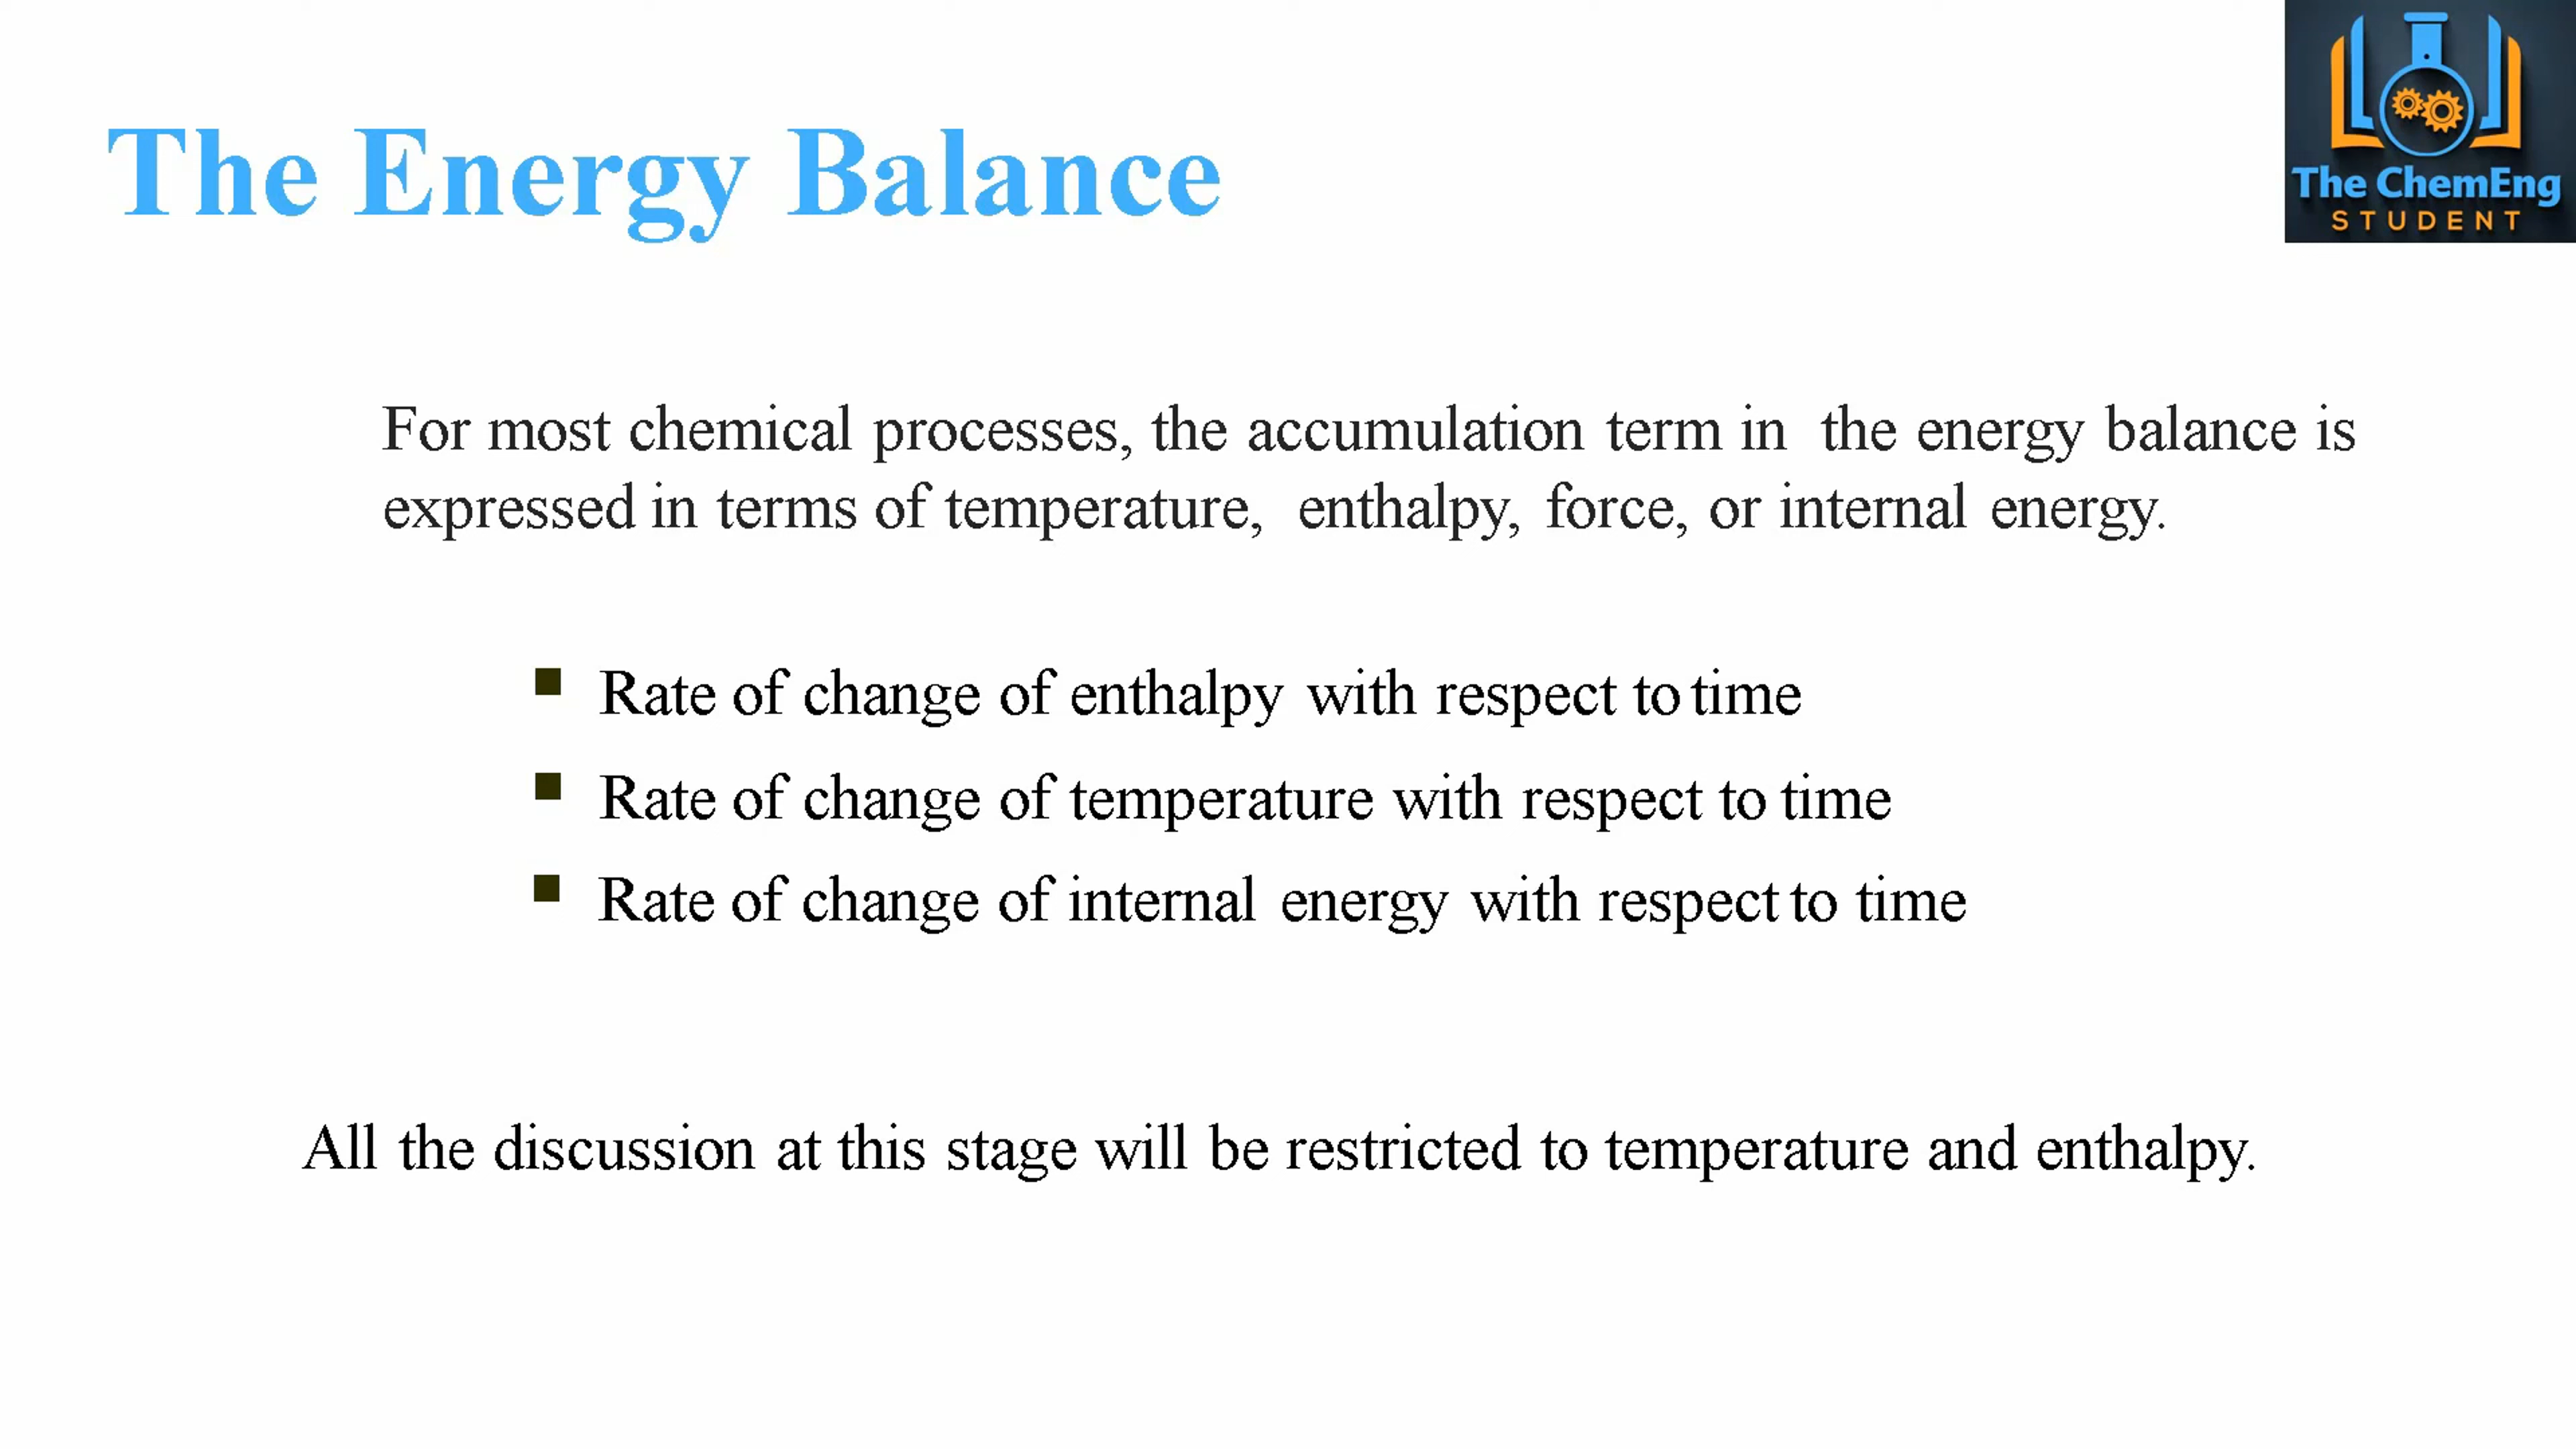 The Energy Balance
The ChemEng
STUDENT
For most chemical processes, the accumulation term in the energy balance is
expressed in terms of temperature, enthalpy, force, or internal energy.
Rate of change of enthalpy with respect to time
Rate of change of temperature with respect to time
Rate of change of internal energy with respect to time
All the discussion at this stage will be restricted to temperature and enthalpy.